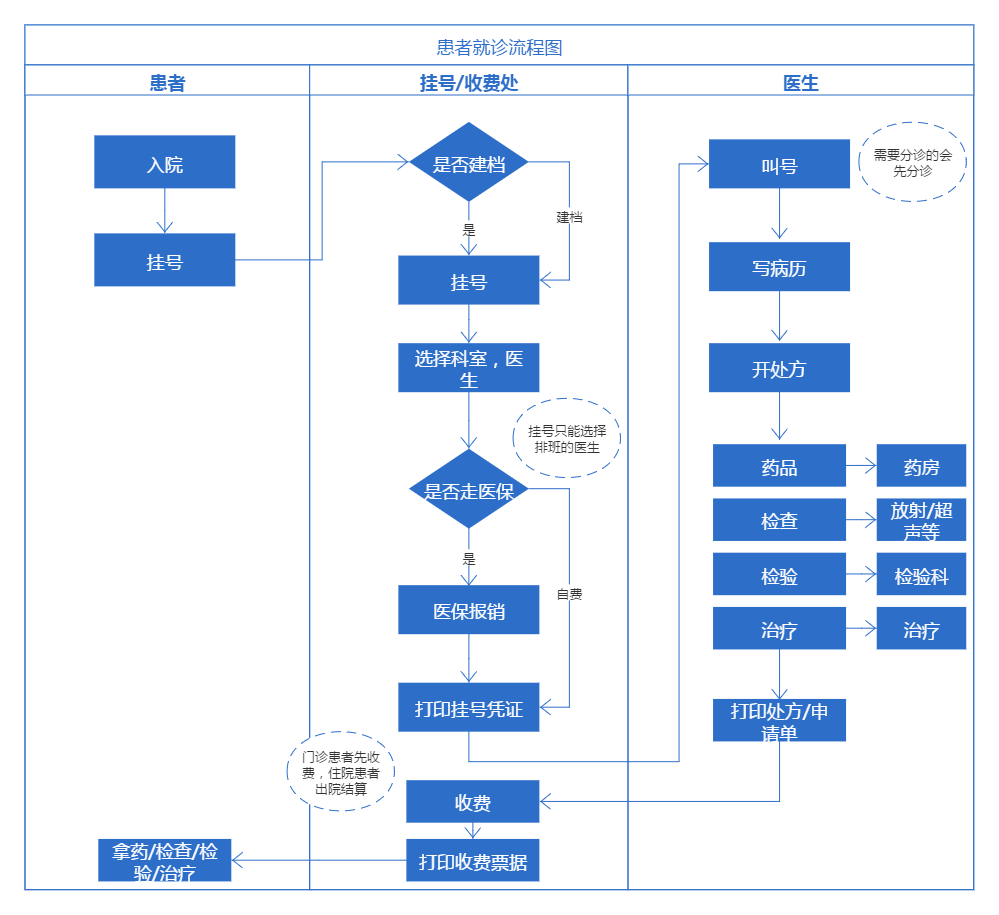 患者就诊流程图
患者
挂号/收费处
医生
入院
挂号
是否建档
是
建档
挂号
选择科室，医
生
挂号只能选择
排班的医生
是否走医保
是
自费
医保报销
打印挂号凭证
门诊患者先收
费，住院患者
出院结算
收费
打印收费票据
拿药/检查/检
验/治疗
叫号
需要分诊的会
先分诊
写病历
开处方
药品
药房
检查
放射/超
声等
检验
检验科
治疗
治疗
打印处方/申
请单